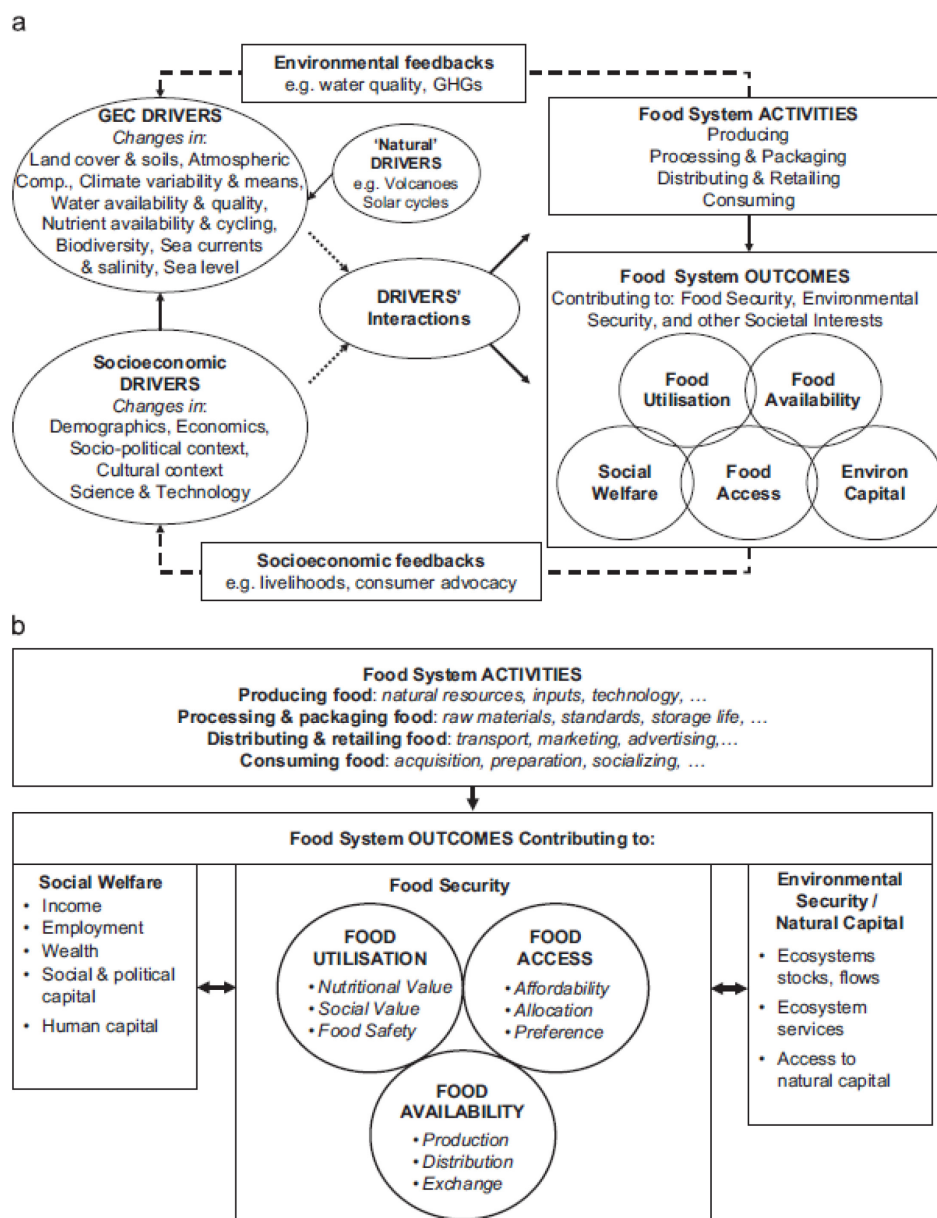 a
Environmental feedbacks
e.g. water quality, GHGs
GEC DRIVERS
Changes in:
Land cover & soils, Atmospheric
Comp., Climate variability & means,
Water availability & quality,
Nutrient availability & cycling,
Biodiversity, Sea currents
& salinity, Sea level
'Natural'
DRIVERS
e.g. Volcanoes
Solar cycles
Food System ACTIVITIES
Producing
Processing & Packaging
Distributing & Retailing
Consuming
DRIVERS'
Interactions
Food System OUTCOMES
Contributing to: Food Security, Environmental
Security, and other Societal Interests
Food
Utilisation
Food
Availability
Social
Welfare
Food
Access
Environ
Capital
Socioeconomic
DRIVERS
Changes in:
Demographics, Economics,
Socio-political context,
Cultural context
Science & Technology
Socioeconomic feedbacks
e.g. livelihoods, consumer advocacy
b
Food System ACTIVITIES
Producing food: natural resources, inputs, technology, …
Processing & packaging food: raw materials, standards, storage life, …
Distributing & retailing food: transport, marketing, advertising,…
Consuming food: acquisition, preparation, socializing, …
Food System OUTCOMES Contributing to:
Social Welfare
• Income
• Employment
• Wealth
• Social & political
capital
• Human capital
Food Security
FOOD
UTILISATION
• Nutritional Value
• Social Value
• Food Safety
FOOD
ACCESS
• Affordability
• Allocation
• Preference
FOOD
AVAILABILITY
• Production
• Distribution
• Exchange
Environmental
Security /
Natural Capital
• Ecosystems
stocks, flows
• Ecosystem
services
• Access to
natural capital